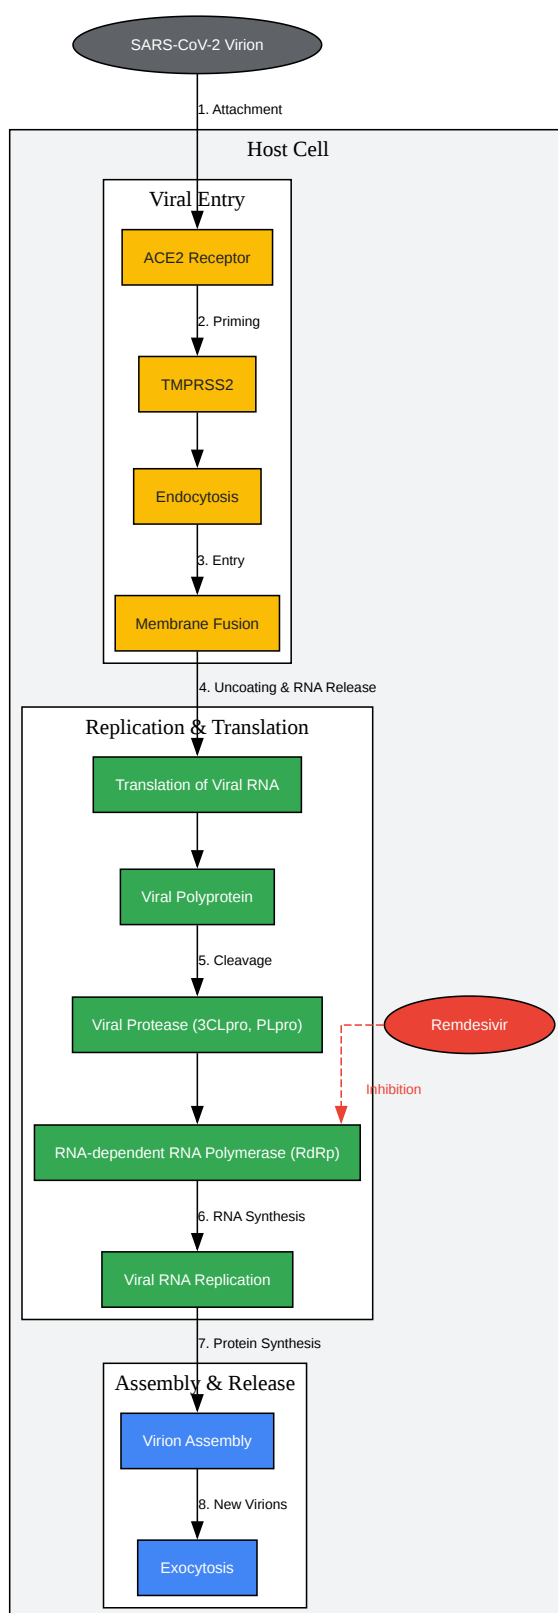 SARS-CoV-2 Virion
1. Attachment
Host Cell
Viral Entry
ACE2 Receptor
2. Priming
TMPRSS2
Endocytosis
3. Entry
Membrane Fusion
4. Uncoating & RNA Release
Replication & Translation
Translation of Viral RNA
Viral Polyprotein
5. Cleavage
Viral Protease (3CLpro, PLpro)
Remdesivir
Inhibition
RNA-dependent RNA Polymerase (RdRp)
6. RNA Synthesis
Viral RNA Replication
7. Protein Synthesis
Assembly & Release
Virion Assembly
8. New Virions
Exocytosis